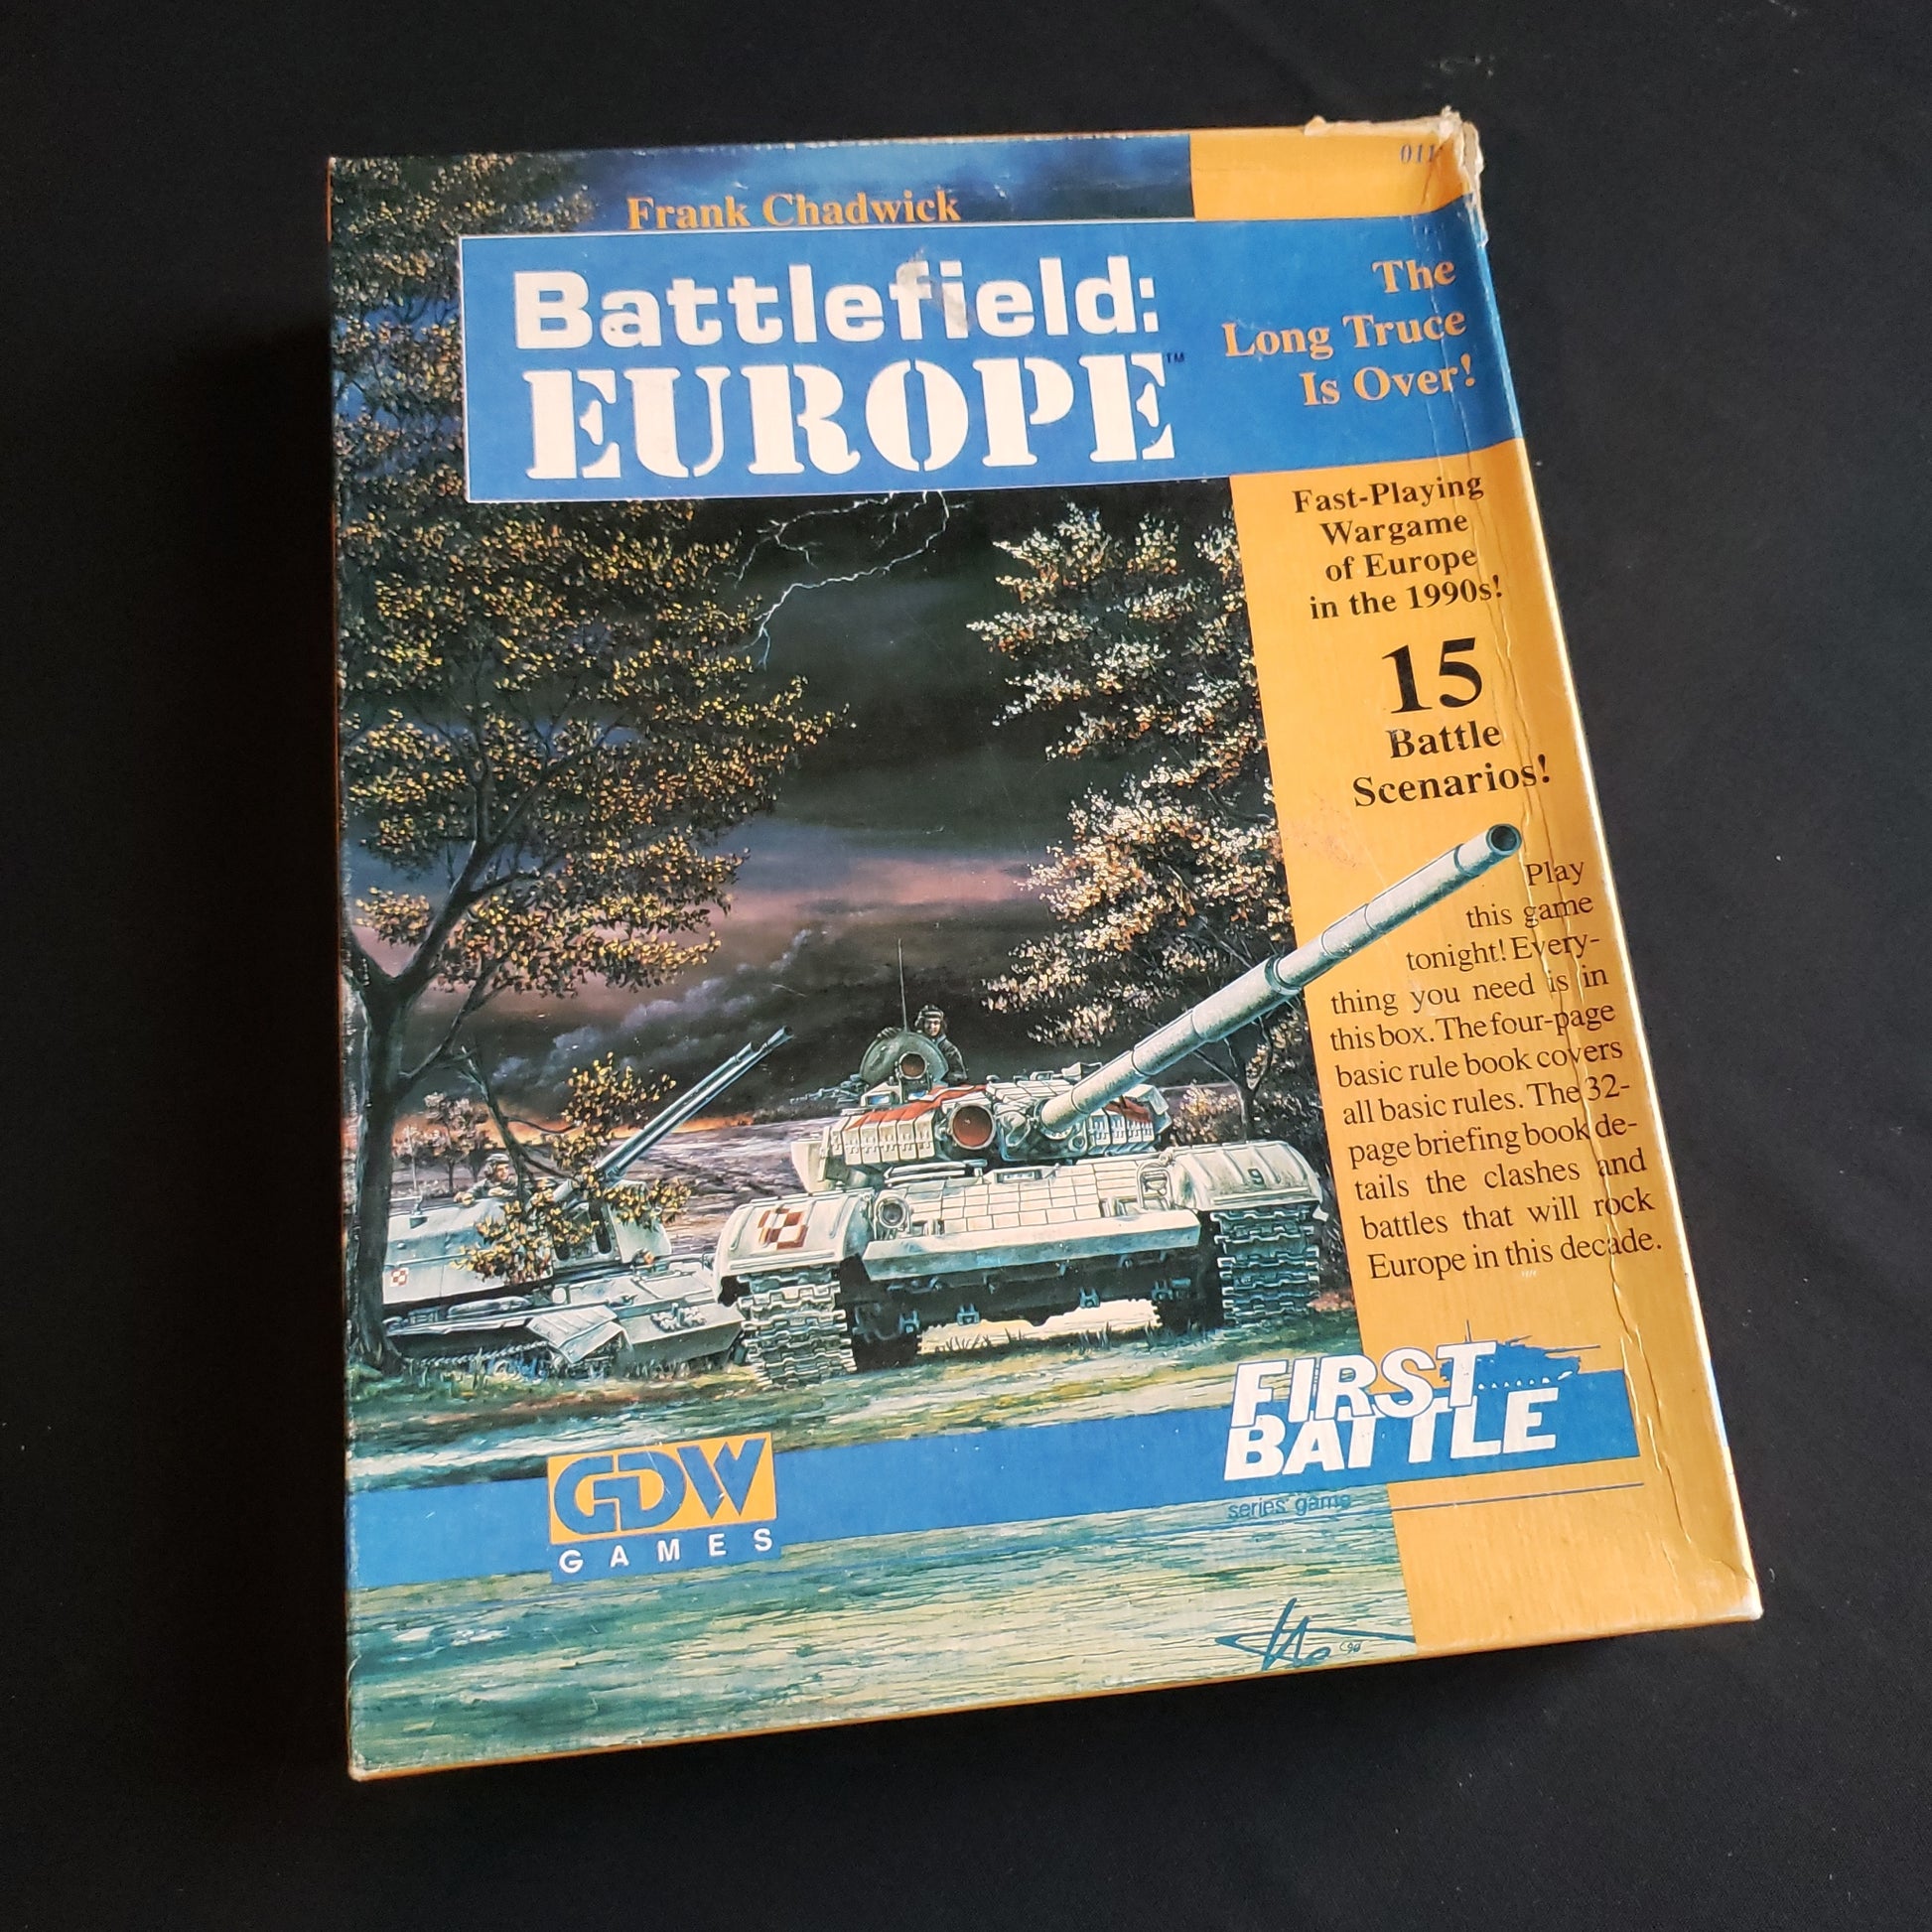 Frank Chadwick
Battlefield:
EUROPE™
The
Long Truce
Is Over!
Fast-Playing
Wargame
of Europe
in the 1990s!
15
Battle
Scenarios!
Play
this game
tonight! Every-
thing you need is in
this box. The four-page
basic rule book covers
all basic rules. The 32-
page briefing book de-
tails the clashes and
battles that will rock
Europe in this decade.
9
FIRST
BATTLE
series game
GDW
GAMES